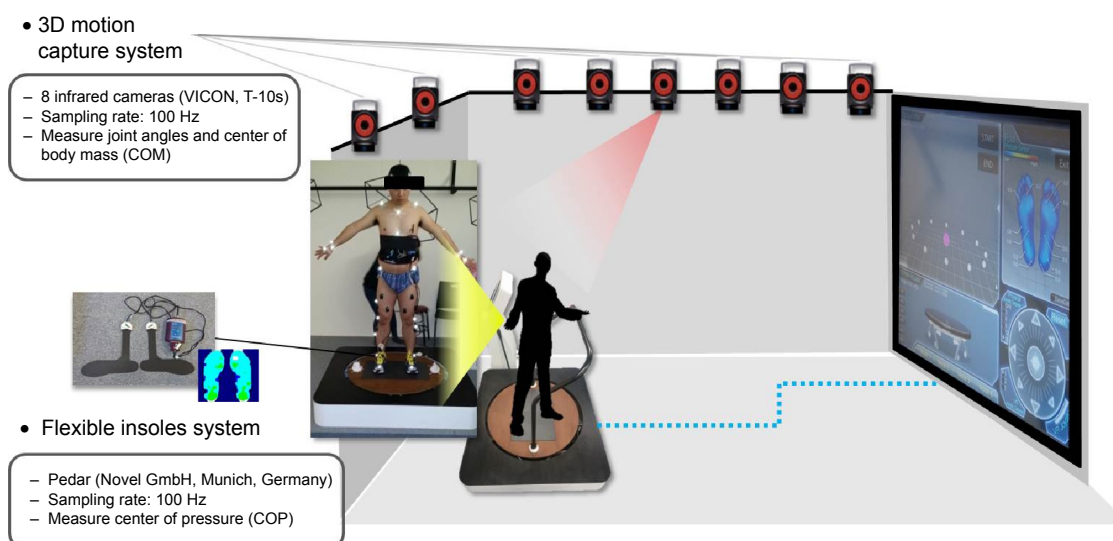 • 3D motion
capture system
– 8 infrared cameras (VICON, T-10s)
– Sampling rate: 100 Hz
– Measure joint angles and center of
body mass (COM)
START
END
Exit
• Flexible insoles system
– Pedar (Novel GmbH, Munich, Germany)
– Sampling rate: 100 Hz
– Measure center of pressure (COP)